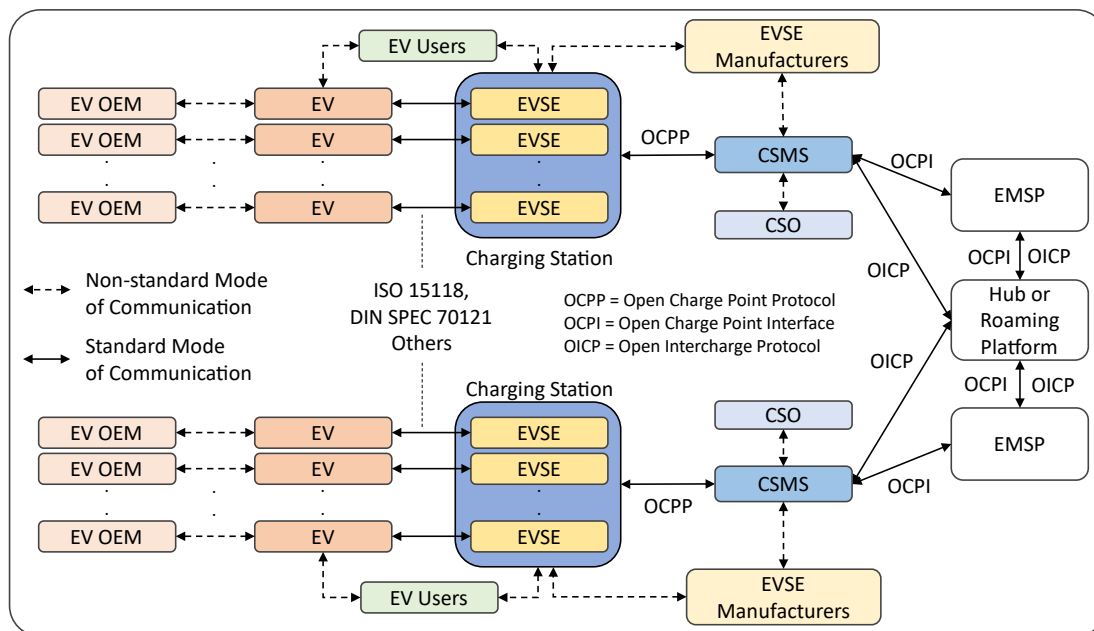 EV Users
EVSE
Manufacturers
EV OEM
EV
EVSE
EV OEM
EV
EVSE
OCPP
CSMS
OCPI
EV OEM
EV
EVSE
EMSP
CSO
Charging Station
OCPI
OICP
OICP
Non-standard Mode
of Communication
ISO 15118,
DIN SPEC 70121
Others
OCPP = Open Charge Point Protocol
OCPI = Open Charge Point Interface
OICP = Open Intercharge Protocol
Hub or
Roaming
Platform
Standard Mode
of Communication
OICP
Charging Station
OCPI
OICP
CSO
EV OEM
EV
EVSE
EMSP
EV OEM
EV
EVSE
CSMS
OCPI
OCPP
EV OEM
EV
EVSE
EV Users
EVSE
Manufacturers